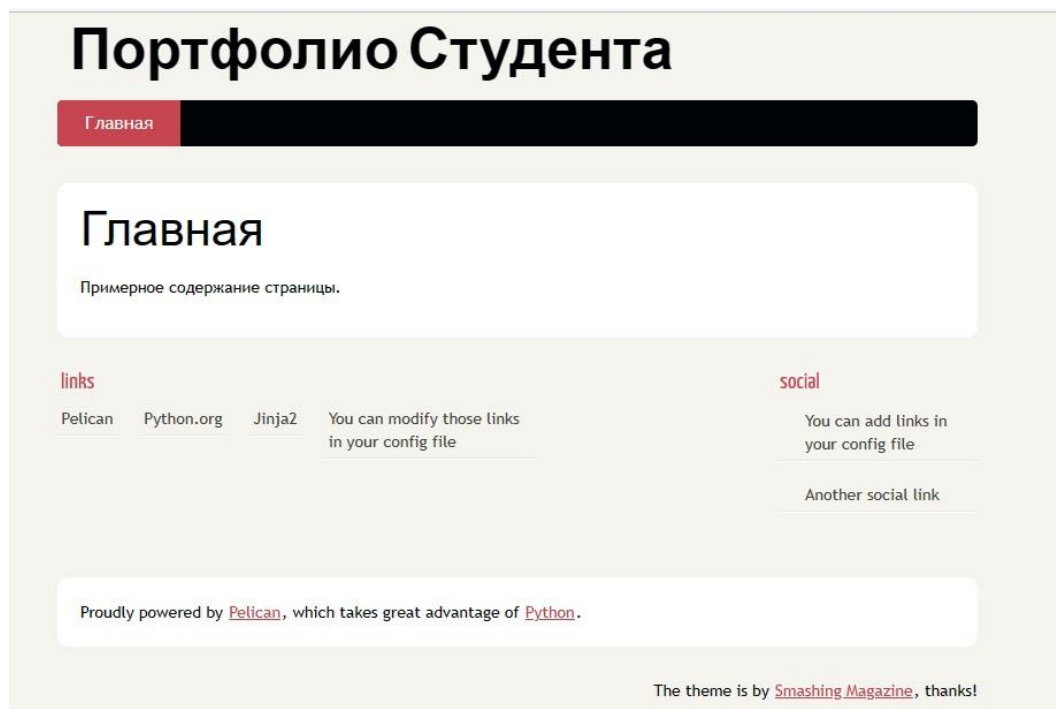 Портфолио Студента
Главная
Главная
Примерное содержание страницы.
links
Pelican Python.org Jinja2 You can modify those links
in your config file
social
You can add links in
your config file
Another social link
Proudly powered by Pelican, which takes great advantage of Python.
The theme is by Smashing Magazine, thanks!